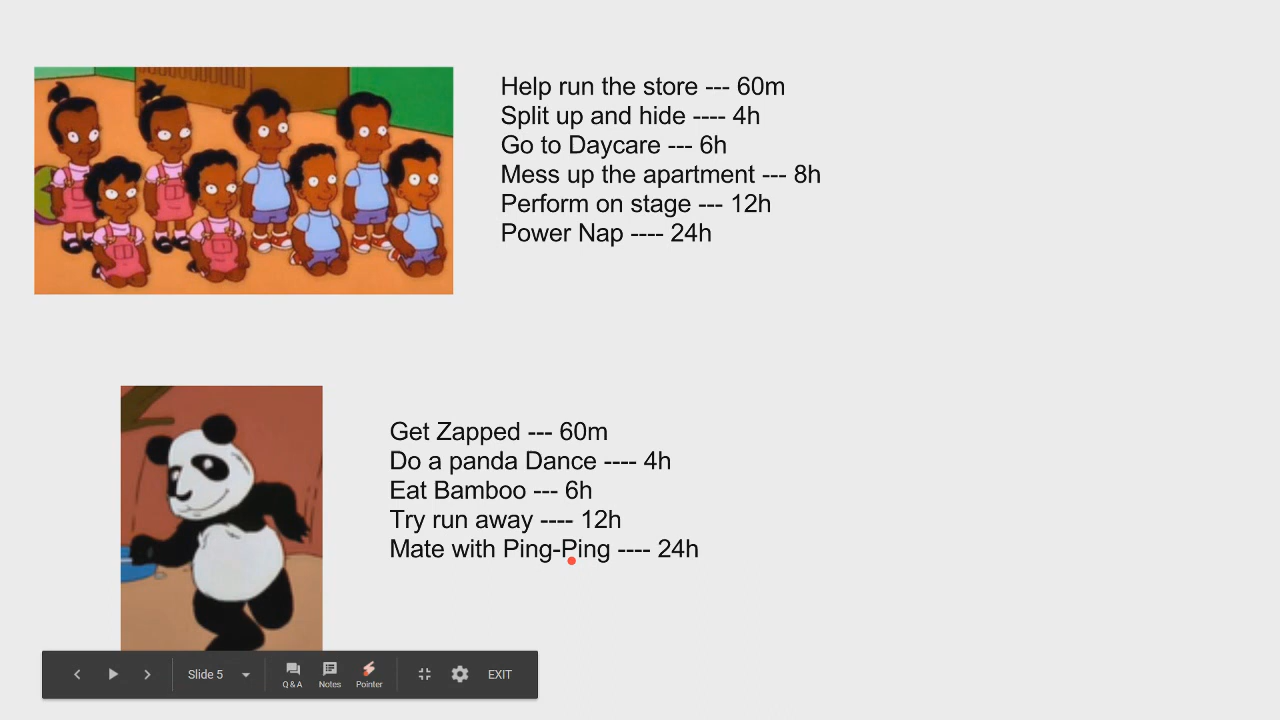 Help run the store --- 60m
Split up and hide ---- 4h
Go to Daycare --- 6h
Mess up the apartment --- 8h
Perform on stage --- 12h
Power Nap ---- 24h
Get Zapped --- 60m
Do a panda Dance ---- 4h
Eat Bamboo --- 6h
Try run away ---- 12h
Mate with Ping-Ping ---- 24h
Slide 5
Q & A
Notes
Pointer
EXIT